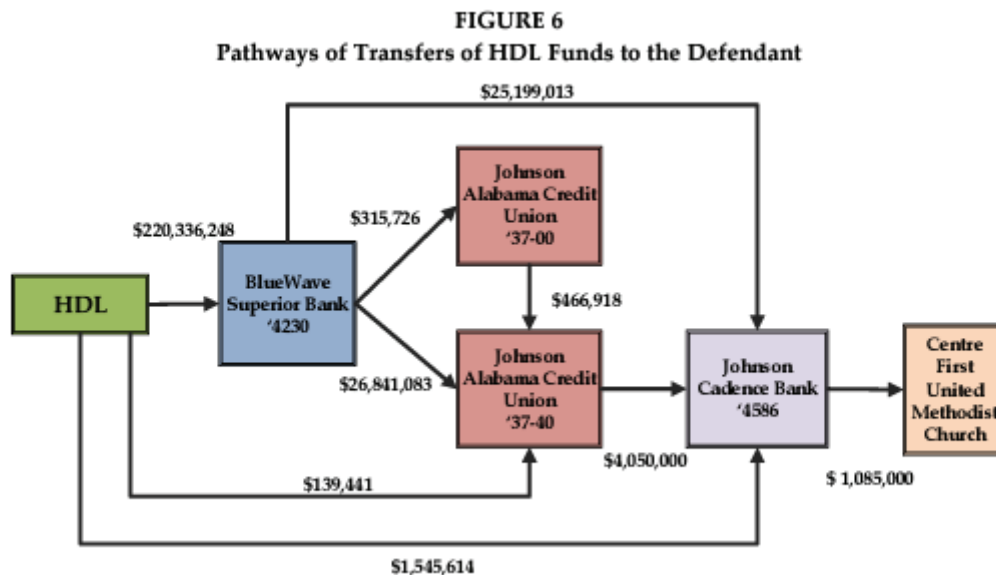 FIGURE 6
Pathways of Transfers of HDL Funds to the Defendant
$25,199,013
Johnson
Alabama Credit
Union
‘37-00
$315,726
$220,336,248
BlueWave
Superior Bank
‘4230
HDL
$466,918
Johnson
Alabama Credit
Union
‘37-40
Johnson
Cadence Bank
‘4586
Centre
First
United
Methodist
Church
$26,841,083
$4,050,000
$ 1,085,000
$139,441
$1,545,614